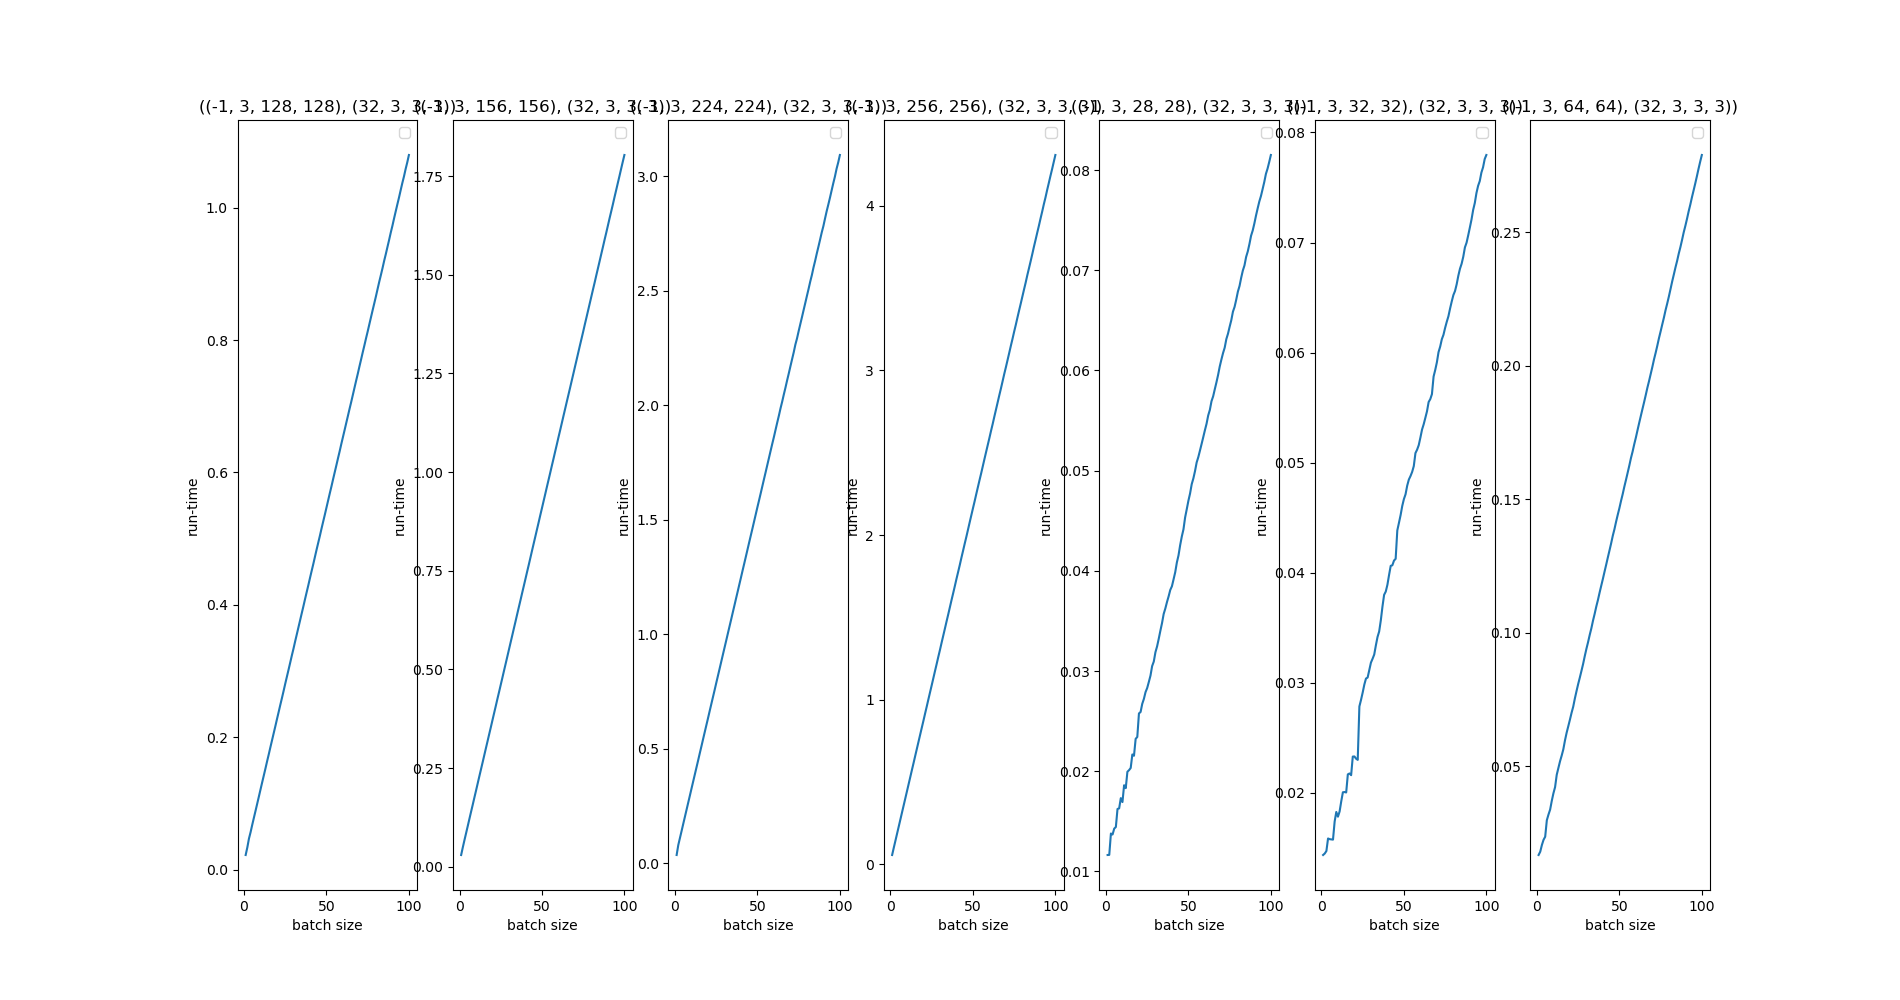 ((-1, 3, 128, 128), (32, 3, 3, 3))
((-1, 3, 156, 156), (32, 3, 3, 3))
((-1, 3, 224, 224), (32, 3, 3, 3))
((-1, 3, 256, 256), (32, 3, 3, 3))
((-1, 3, 28, 28), (32, 3, 3, 3))
((-1, 3, 32, 32), (32, 3, 3, 3))
((-1, 3, 64, 64), (32, 3, 3, 3))
run-time
1.0
0.8
0.6
0.4
0.2
0.0
0 50 100
batch size
run-time
1.75
1.50
1.25
1.00
0.75
0.50
0.25
0.00
0 50 100
batch size
run-time
3.0
2.5
2.0
1.5
1.0
0.5
0.0
0 50 100
batch size
run-time
4
3
2
1
0
0 50 100
batch size
run-time
0.08
0.07
0.06
0.05
0.04
0.03
0.02
0.01
0 50 100
batch size
run-time
0.08
0.07
0.06
0.05
0.04
0.03
0.02
0 50 100
batch size
run-time
0.25
0.20
0.15
0.10
0.05
0 50 100
batch size